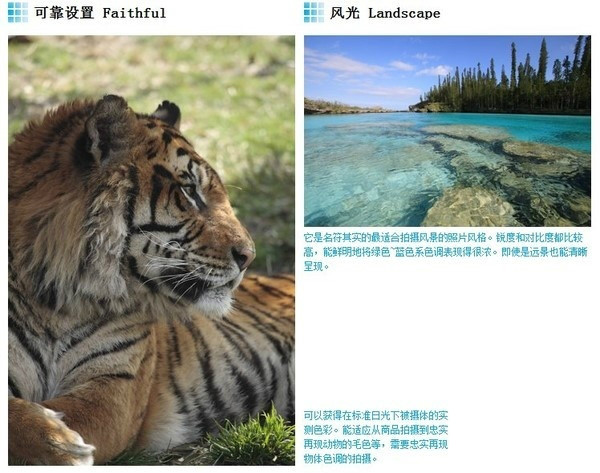 可靠设置 Faithful
风光 Landscape
它是名符其实的最适合拍摄风景的照片风格。锐度和对比度都比较
高，能鲜明地将绿色~蓝色系色调表现得很浓。即使是远景也能清晰
呈现。
可以获得在标准日光下被摄体的实
测色彩。能适应从商品拍摄到忠实
再现动物的毛色等，需要忠实再现
物体色调的拍摄。